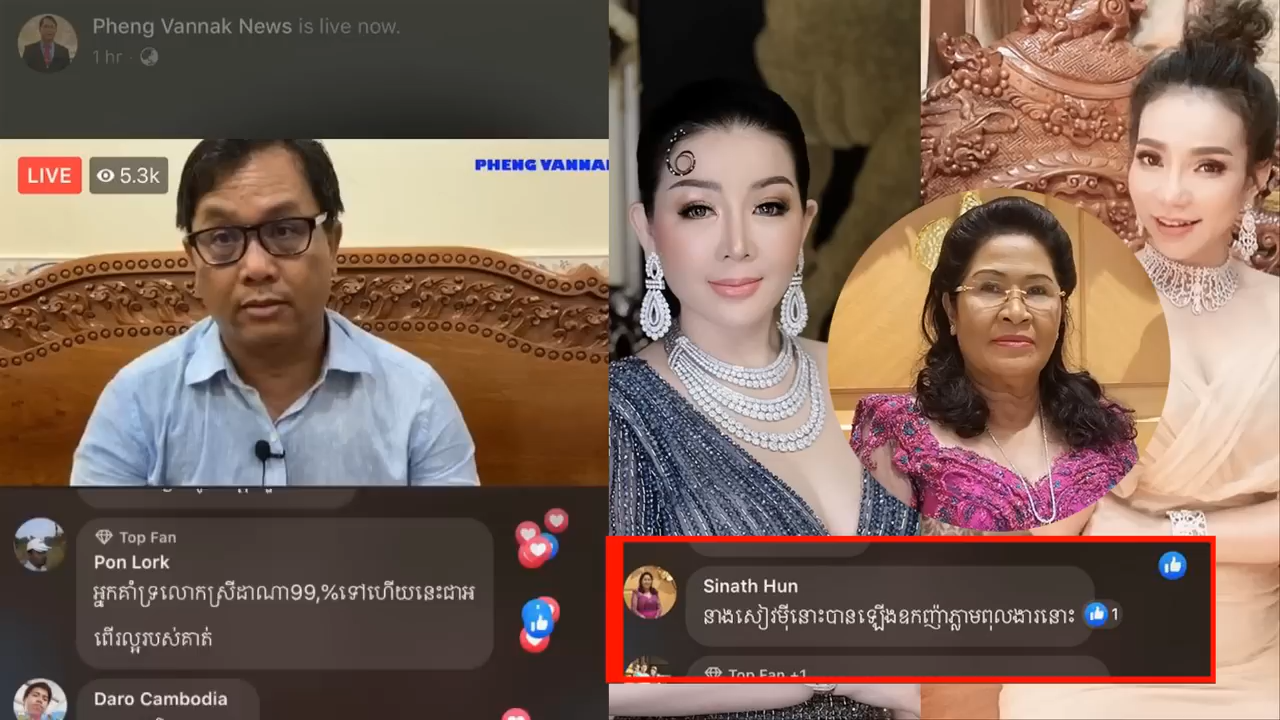 Pheng Vannak News is live now.
1 hr
LIVE
5.3k
PHENG VANNA
Top Fan
Pon Lork
អ្នកគាំទ្រលោកស្រីដាណា99,%ទៅហើយនេះជាអ
ពើរល្អរបស់គាត់
Daro Cambodia
Sinath Hun
នាងសៀវម៉ីនោះបានឡើងឧកញ៉ាភ្លាមពុលងារនោះ
1
Top Fan +1